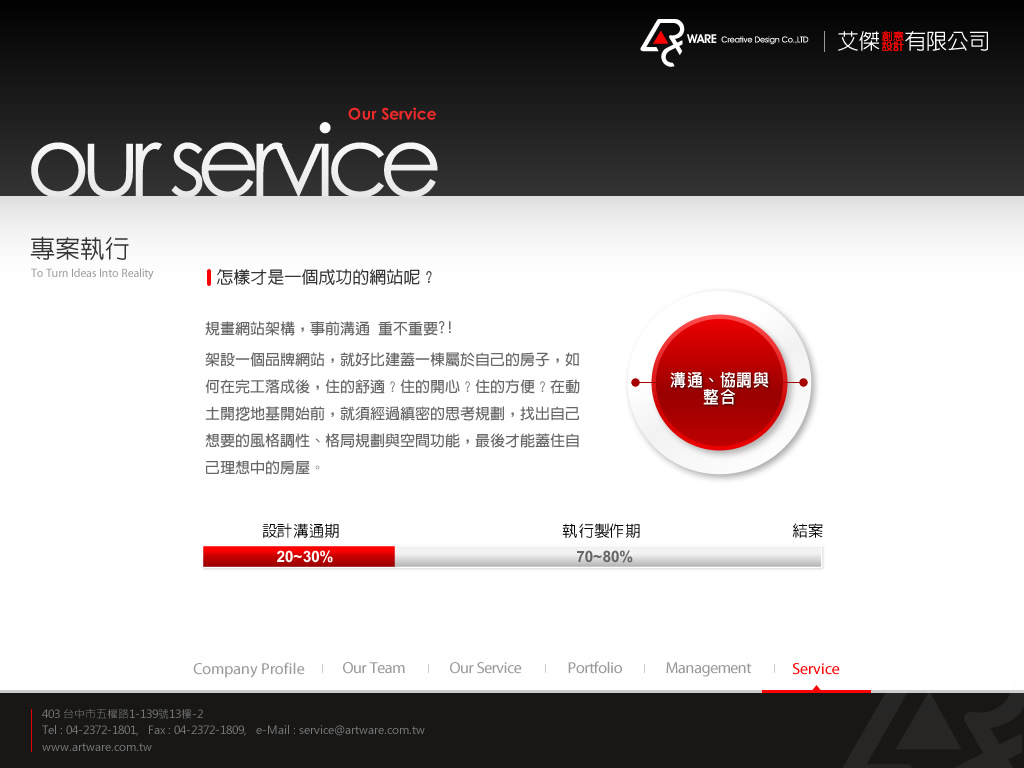 ARt WARE Creative Design Co.,LTD
艾傑創意設計有限公司
Our Service
our service
專案執行
To Turn Ideas Into Reality
怎樣才是一個成功的網站呢？
規畫網站架構，事前溝通 重不重要?!
架設一個品牌網站，就好比建蓋一棟屬於自己的房子，如
何在完工落成後，住的舒適？住的開心？住的方便？在動
土開挖地基開始前，就須經過縝密的思考規劃，找出自己
想要的風格調性、格局規劃與空間功能，最後才能蓋住自
己理想中的房屋。
溝通、協調與
整合
設計溝通期 執行製作期 結案
20~30% 70~80%
Company Profile Our Team Our Service Portfolio Management Service
403 台中市五權路1-139號13樓-2
Tel : 04-2372-1801, Fax : 04-2372-1809, e-Mail : service@artware.com.tw
www.artware.com.tw